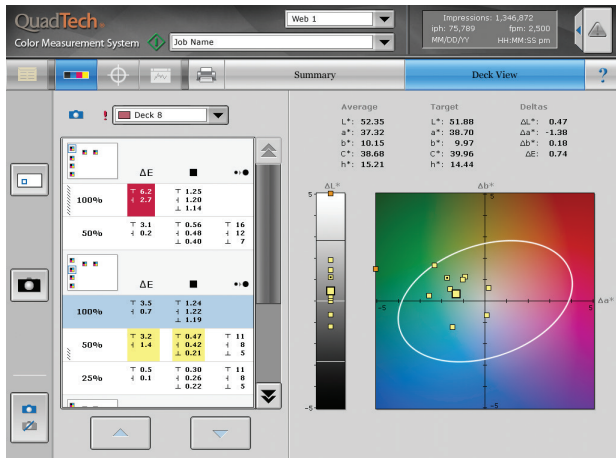 QuadTech®
Color Measurement System
Job Name
Web 1
Impressions: 1,346,872
iph: 75,789 fpm: 2,500
MM/DD/YY HH:MM:SS pm
Summary
Deck View
?
! Deck 8
ΔE
100% ⊤ 6.2 ⊤ 1.25
⊣ 2.7 ⊣ 1.20
⊥ 1.14
50% ⊤ 3.1 ⊤ 0.56 ⊤ 16
⊣ 0.2 ⊣ 0.48 ⊣ 12
⊥ 0.40 ⊥ 7
ΔE
100% ⊤ 3.5 ⊤ 1.24
⊣ 0.7 ⊣ 1.22
⊥ 1.19
50% ⊤ 3.2 ⊤ 0.47 ⊤ 11
⊣ 1.4 ⊣ 0.42 ⊣ 8
⊥ 0.21 ⊥ 5
25% ⊤ 0.5 ⊤ 0.30 ⊤ 11
⊣ 0.1 ⊣ 0.26 ⊣ 8
⊥ 0.22 ⊥ 5
Average Target Deltas
L*: 52.35 L*: 51.88 ΔL*: 0.47
a*: 37.32 a*: 38.70 Δa*: -1.38
b*: 10.15 b*: 9.97 Δb*: 0.18
C*: 38.68 C*: 39.96 ΔE: 0.74
h*: 15.21 h*: 14.44
ΔL* Δb*
5 5
-5 5 Δa*
-5 -5